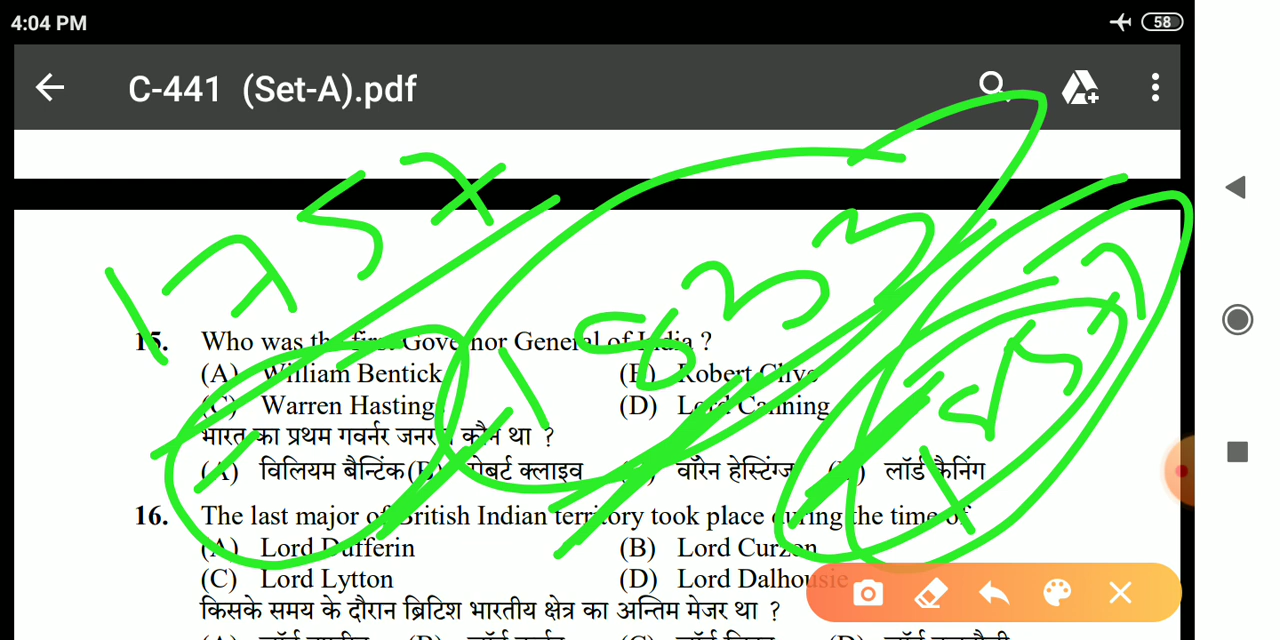 4:04 PM
58
C-441 (Set-A).pdf
15. Who was the first Governor General of India ?
(A) William Bentick (B) Robert Clive
(C) Warren Hastings (D) Lord Canning
भारत का प्रथम गवर्नर जनरल कौन था ?
(A) विलियम बैन्टिंक (B) रोबर्ट क्लाइव (C) वॉरेन हेस्टिंग्ज (D) लॉर्ड कैनिंग
16. The last major of British Indian territory took place during the time of
(A) Lord Dufferin (B) Lord Curzon
(C) Lord Lytton (D) Lord Dalhousie
किसके समय के दौरान ब्रिटिश भारतीय क्षेत्र का अन्तिम मेजर था ?